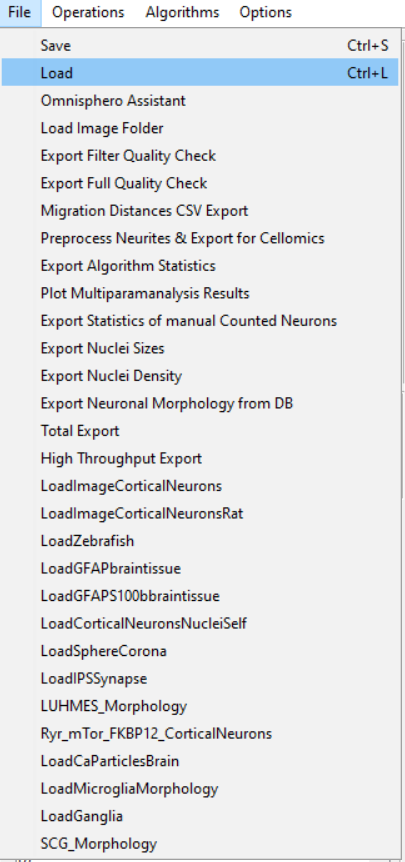 File Operations Algorithms Options
Save Ctrl+S
Load Ctrl+L
Omnisphero Assistant
Load Image Folder
Export Filter Quality Check
Export Full Quality Check
Migration Distances CSV Export
Preprocess Neurites & Export for Cellomics
Export Algorithm Statistics
Plot Multiparamanalysis Results
Export Statistics of manual Counted Neurons
Export Nuclei Sizes
Export Nuclei Density
Export Neuronal Morphology from DB
Total Export
High Throughput Export
LoadImageCorticalNeurons
LoadImageCorticalNeuronsRat
LoadZebrafish
LoadGFAPbraintissue
LoadGFAPS100bbraintissue
LoadCorticalNeuronsNucleiSelf
LoadSphereCorona
LoadIPSSynapse
LUHMES_Morphology
Ryr_mTor_FKBP12_CorticalNeurons
LoadCaParticlesBrain
LoadMicrogliaMorphology
LoadGanglia
SCG_Morphology